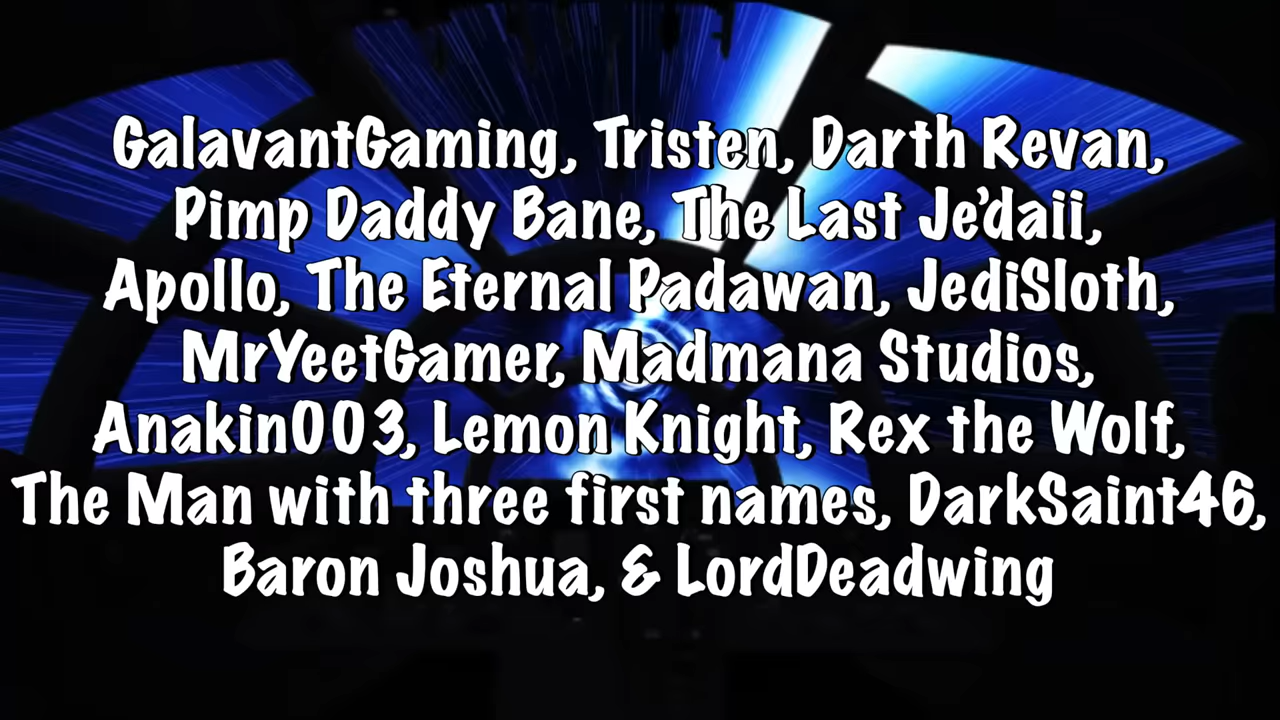 GalavantGaming, Tristen, Darth Revan,
Pimp Daddy Bane, The Last Je’daii,
Apollo, The Eternal Padawan, JediSloth,
MrYeetGamer, Madmana Studios,
Anakin003, Lemon Knight, Rex the Wolf,
The Man with three first names, DarkSaint46,
Baron Joshua, & LordDeadwing